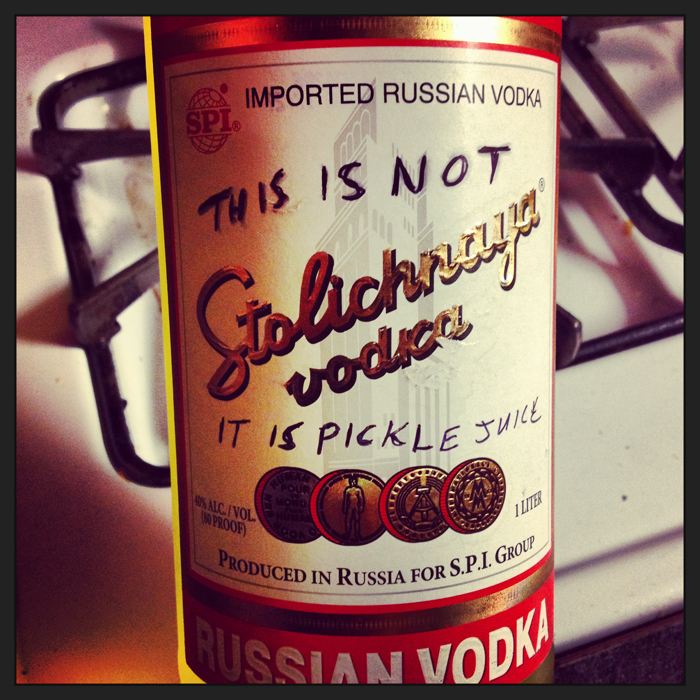 SPI®
IMPORTED RUSSIAN VODKA
THIS IS NOT
Stolichnaya®
vodka
IT IS PICKLE JUICE
40% ALC./VOL.
(80 PROOF)
1 LITER
PRODUCED IN RUSSIA FOR S.P.I. GROUP
RUSSIAN VODKA